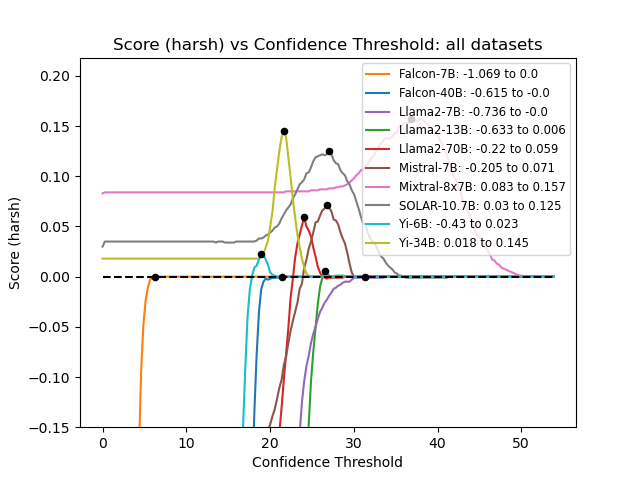 Score (harsh) vs Confidence Threshold: all datasets
Score (harsh)
0.20
0.15
0.10
0.05
0.00
−0.05
−0.10
−0.15
Falcon-7B: -1.069 to 0.0
Falcon-40B: -0.615 to -0.0
Llama2-7B: -0.736 to -0.0
Llama2-13B: -0.633 to 0.006
Llama2-70B: -0.22 to 0.059
Mistral-7B: -0.205 to 0.071
Mixtral-8x7B: 0.083 to 0.157
SOLAR-10.7B: 0.03 to 0.125
Yi-6B: -0.43 to 0.023
Yi-34B: 0.018 to 0.145
0 10 20 30 40 50
Confidence Threshold